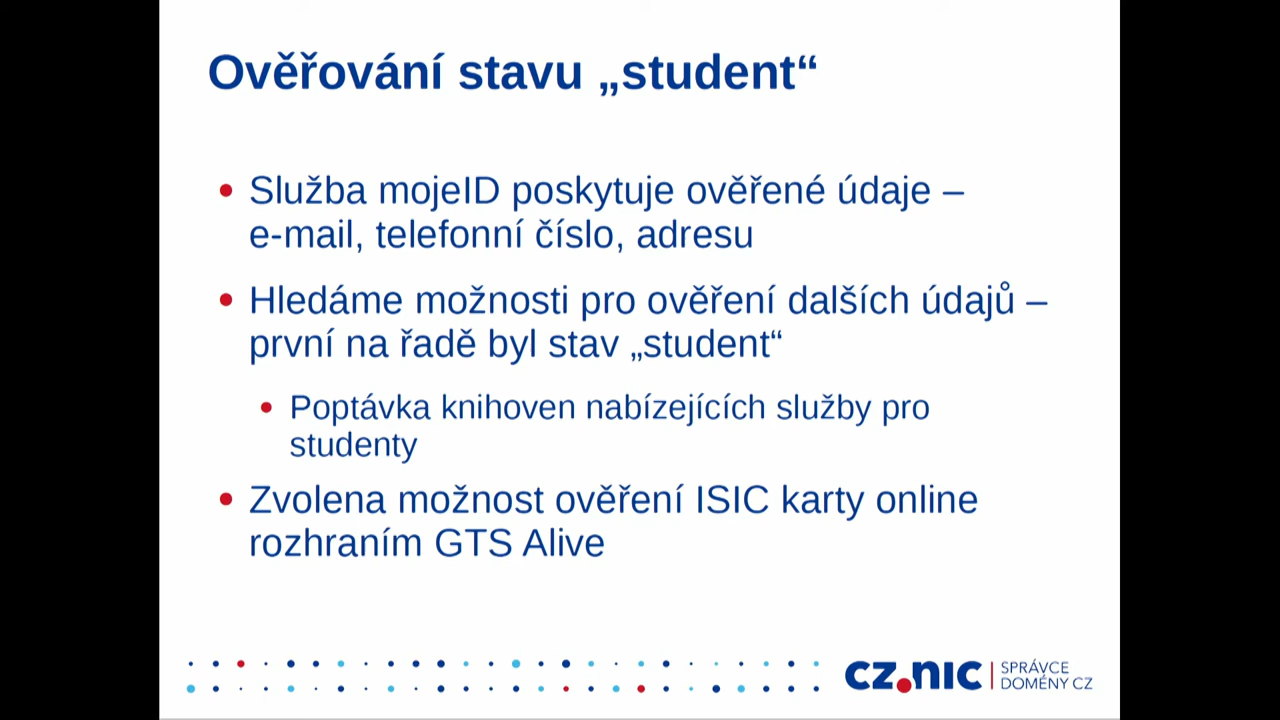 Ověřování stavu „student“
• Služba mojeID poskytuje ověřené údaje –
e-mail, telefonní číslo, adresu
• Hledáme možnosti pro ověření dalších údajů –
první na řadě byl stav „student“
• Poptávka knihoven nabízejících služby pro
studenty
• Zvolena možnost ověření ISIC karty online
rozhraním GTS Alive
CZ.NIC
SPRÁVCE
DOMÉNY CZ